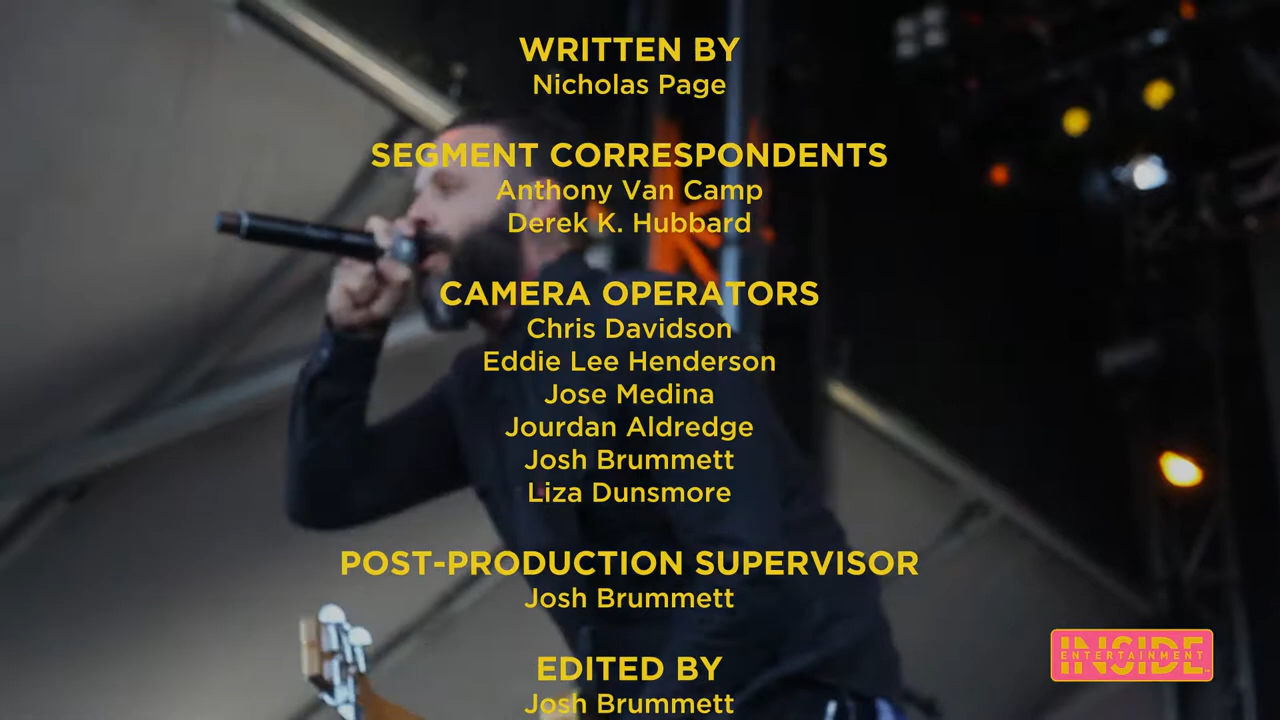 WRITTEN BY
Nicholas Page
SEGMENT CORRESPONDENTS
Anthony Van Camp
Derek K. Hubbard
CAMERA OPERATORS
Chris Davidson
Eddie Lee Henderson
Jose Medina
Jourdan Aldredge
Josh Brummett
Liza Dunsmore
POST-PRODUCTION SUPERVISOR
Josh Brummett
EDITED BY
Josh Brummett
INSIDE
ENTERTAINMENT